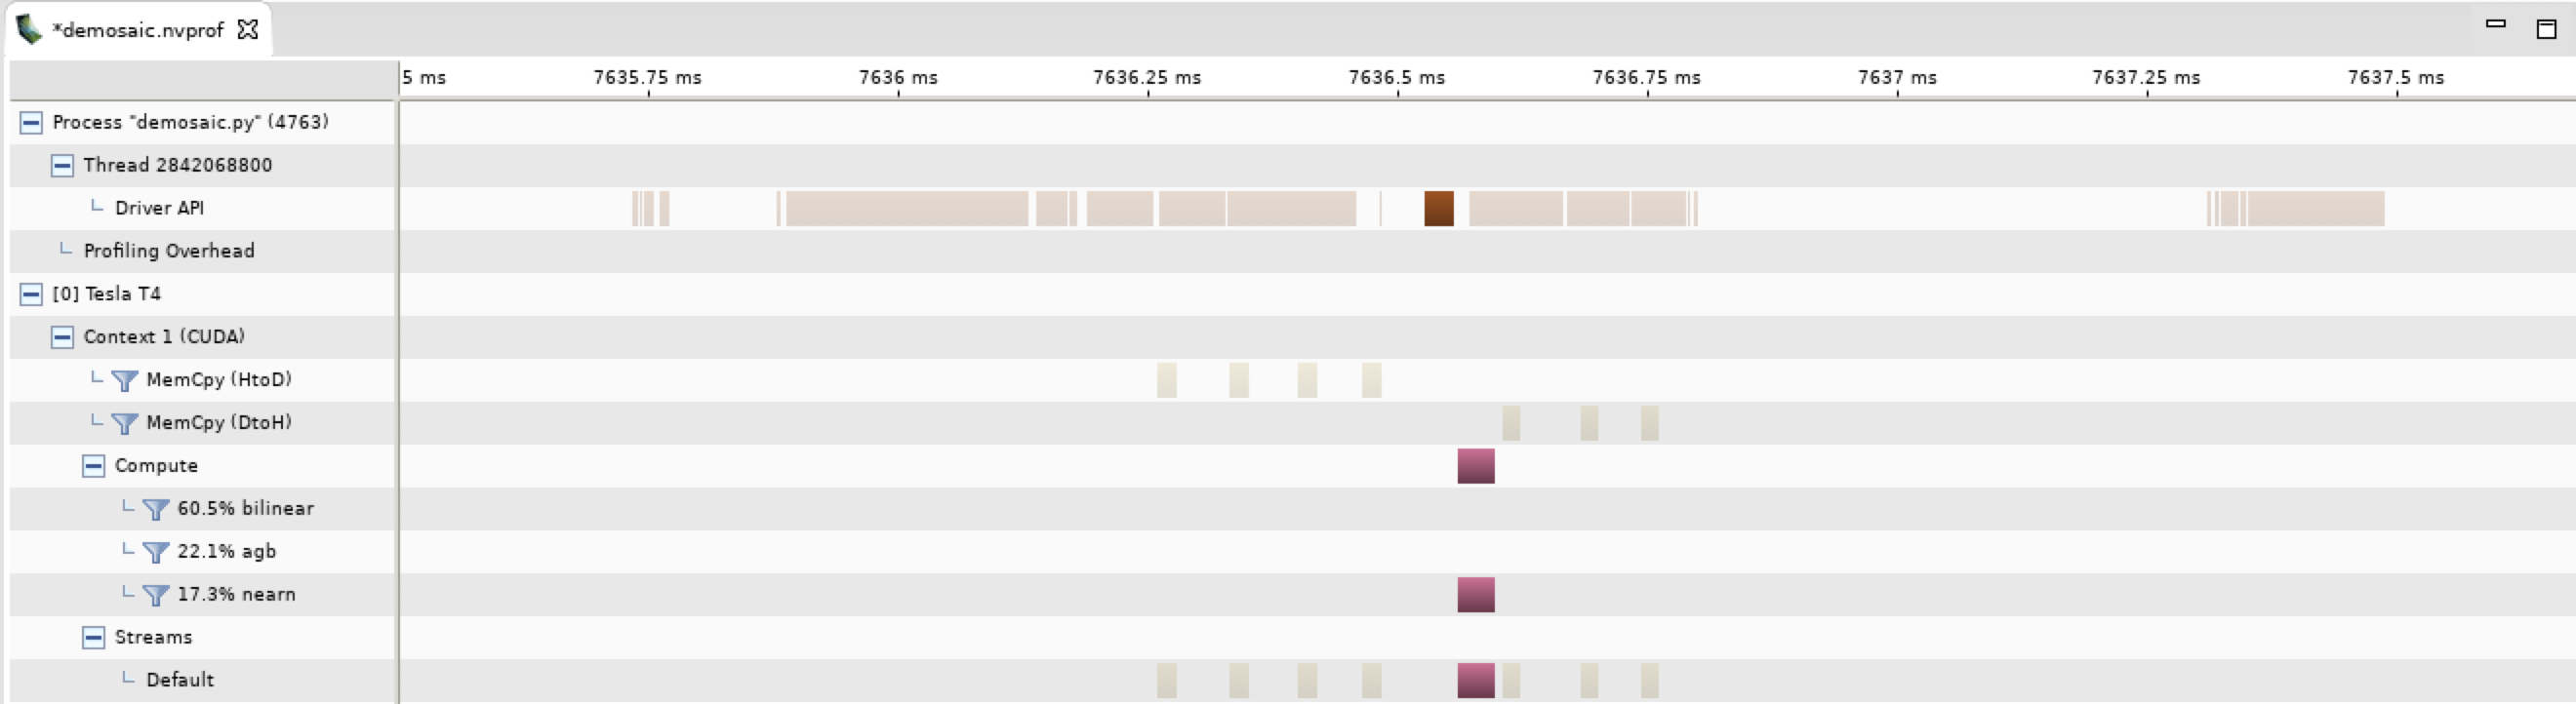 *demosaic.nvprof
5 ms 7635.75 ms 7636 ms 7636.25 ms 7636.5 ms 7636.75 ms 7637 ms 7637.25 ms 7637.5 ms
Process "demosaic.py" (4763)
Thread 2842068800
Driver API
Profiling Overhead
[0] Tesla T4
Context 1 (CUDA)
MemCpy (HtoD)
MemCpy (DtoH)
Compute
60.5% bilinear
22.1% agb
17.3% nearn
Streams
Default